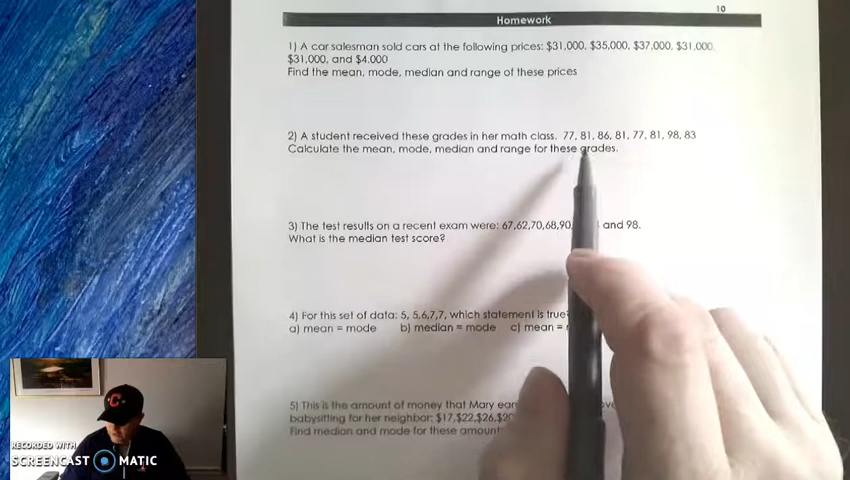 10
Homework
1) A car salesman sold cars at the following prices: $31,000, $35,000, $37,000, $31,000,
$31,000, and $4,000
Find the mean, mode, median and range of these prices
2) A student received these grades in her math class. 77, 81, 86, 81, 77, 81, 98, 83
Calculate the mean, mode, median and range for these grades.
3) The test results on a recent exam were: 67,62,70,68,90, and 98.
What is the median test score?
4) For this set of data: 5, 5,6,7,7, which statement is true?
a) mean = mode b) median = mode c) mean =
5) This is the amount of money that Mary
babysitting for her neighbor: $17,$22,$26,
Find median and mode for these
C
RECORDED WITH
SCREENCAST MATIC